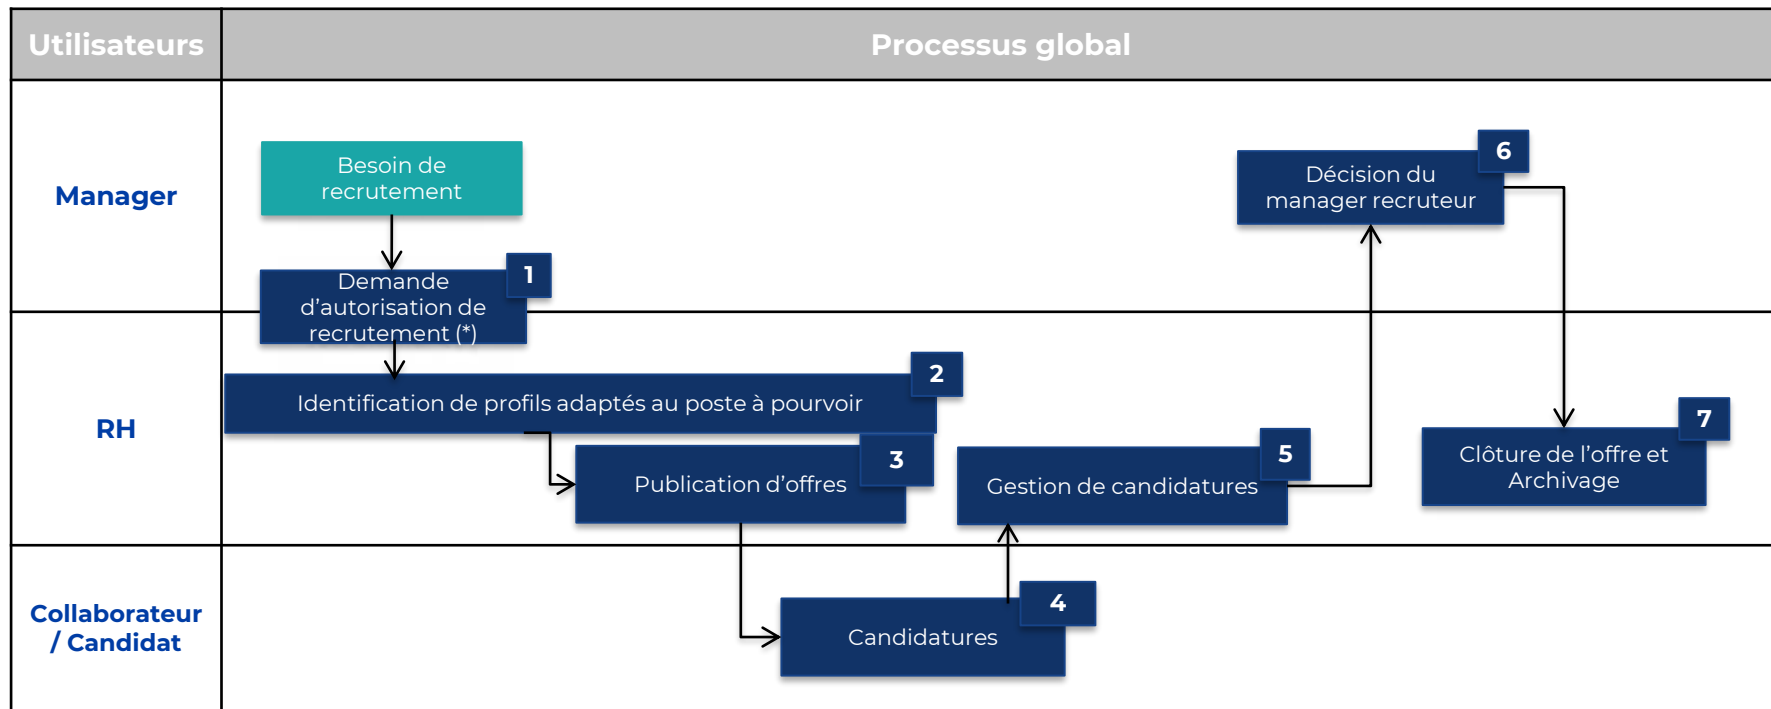 Utilisateurs
Processus global
Manager
Besoin de
recrutement
1
Demande
d’autorisation de
recrutement (*)
6
Décision du
manager recruteur
RH
2
Identification de profils adaptés au poste à pourvoir
3
Publication d’offres
5
Gestion de candidatures
7
Clôture de l’offre et
Archivage
Collaborateur
/ Candidat
4
Candidatures